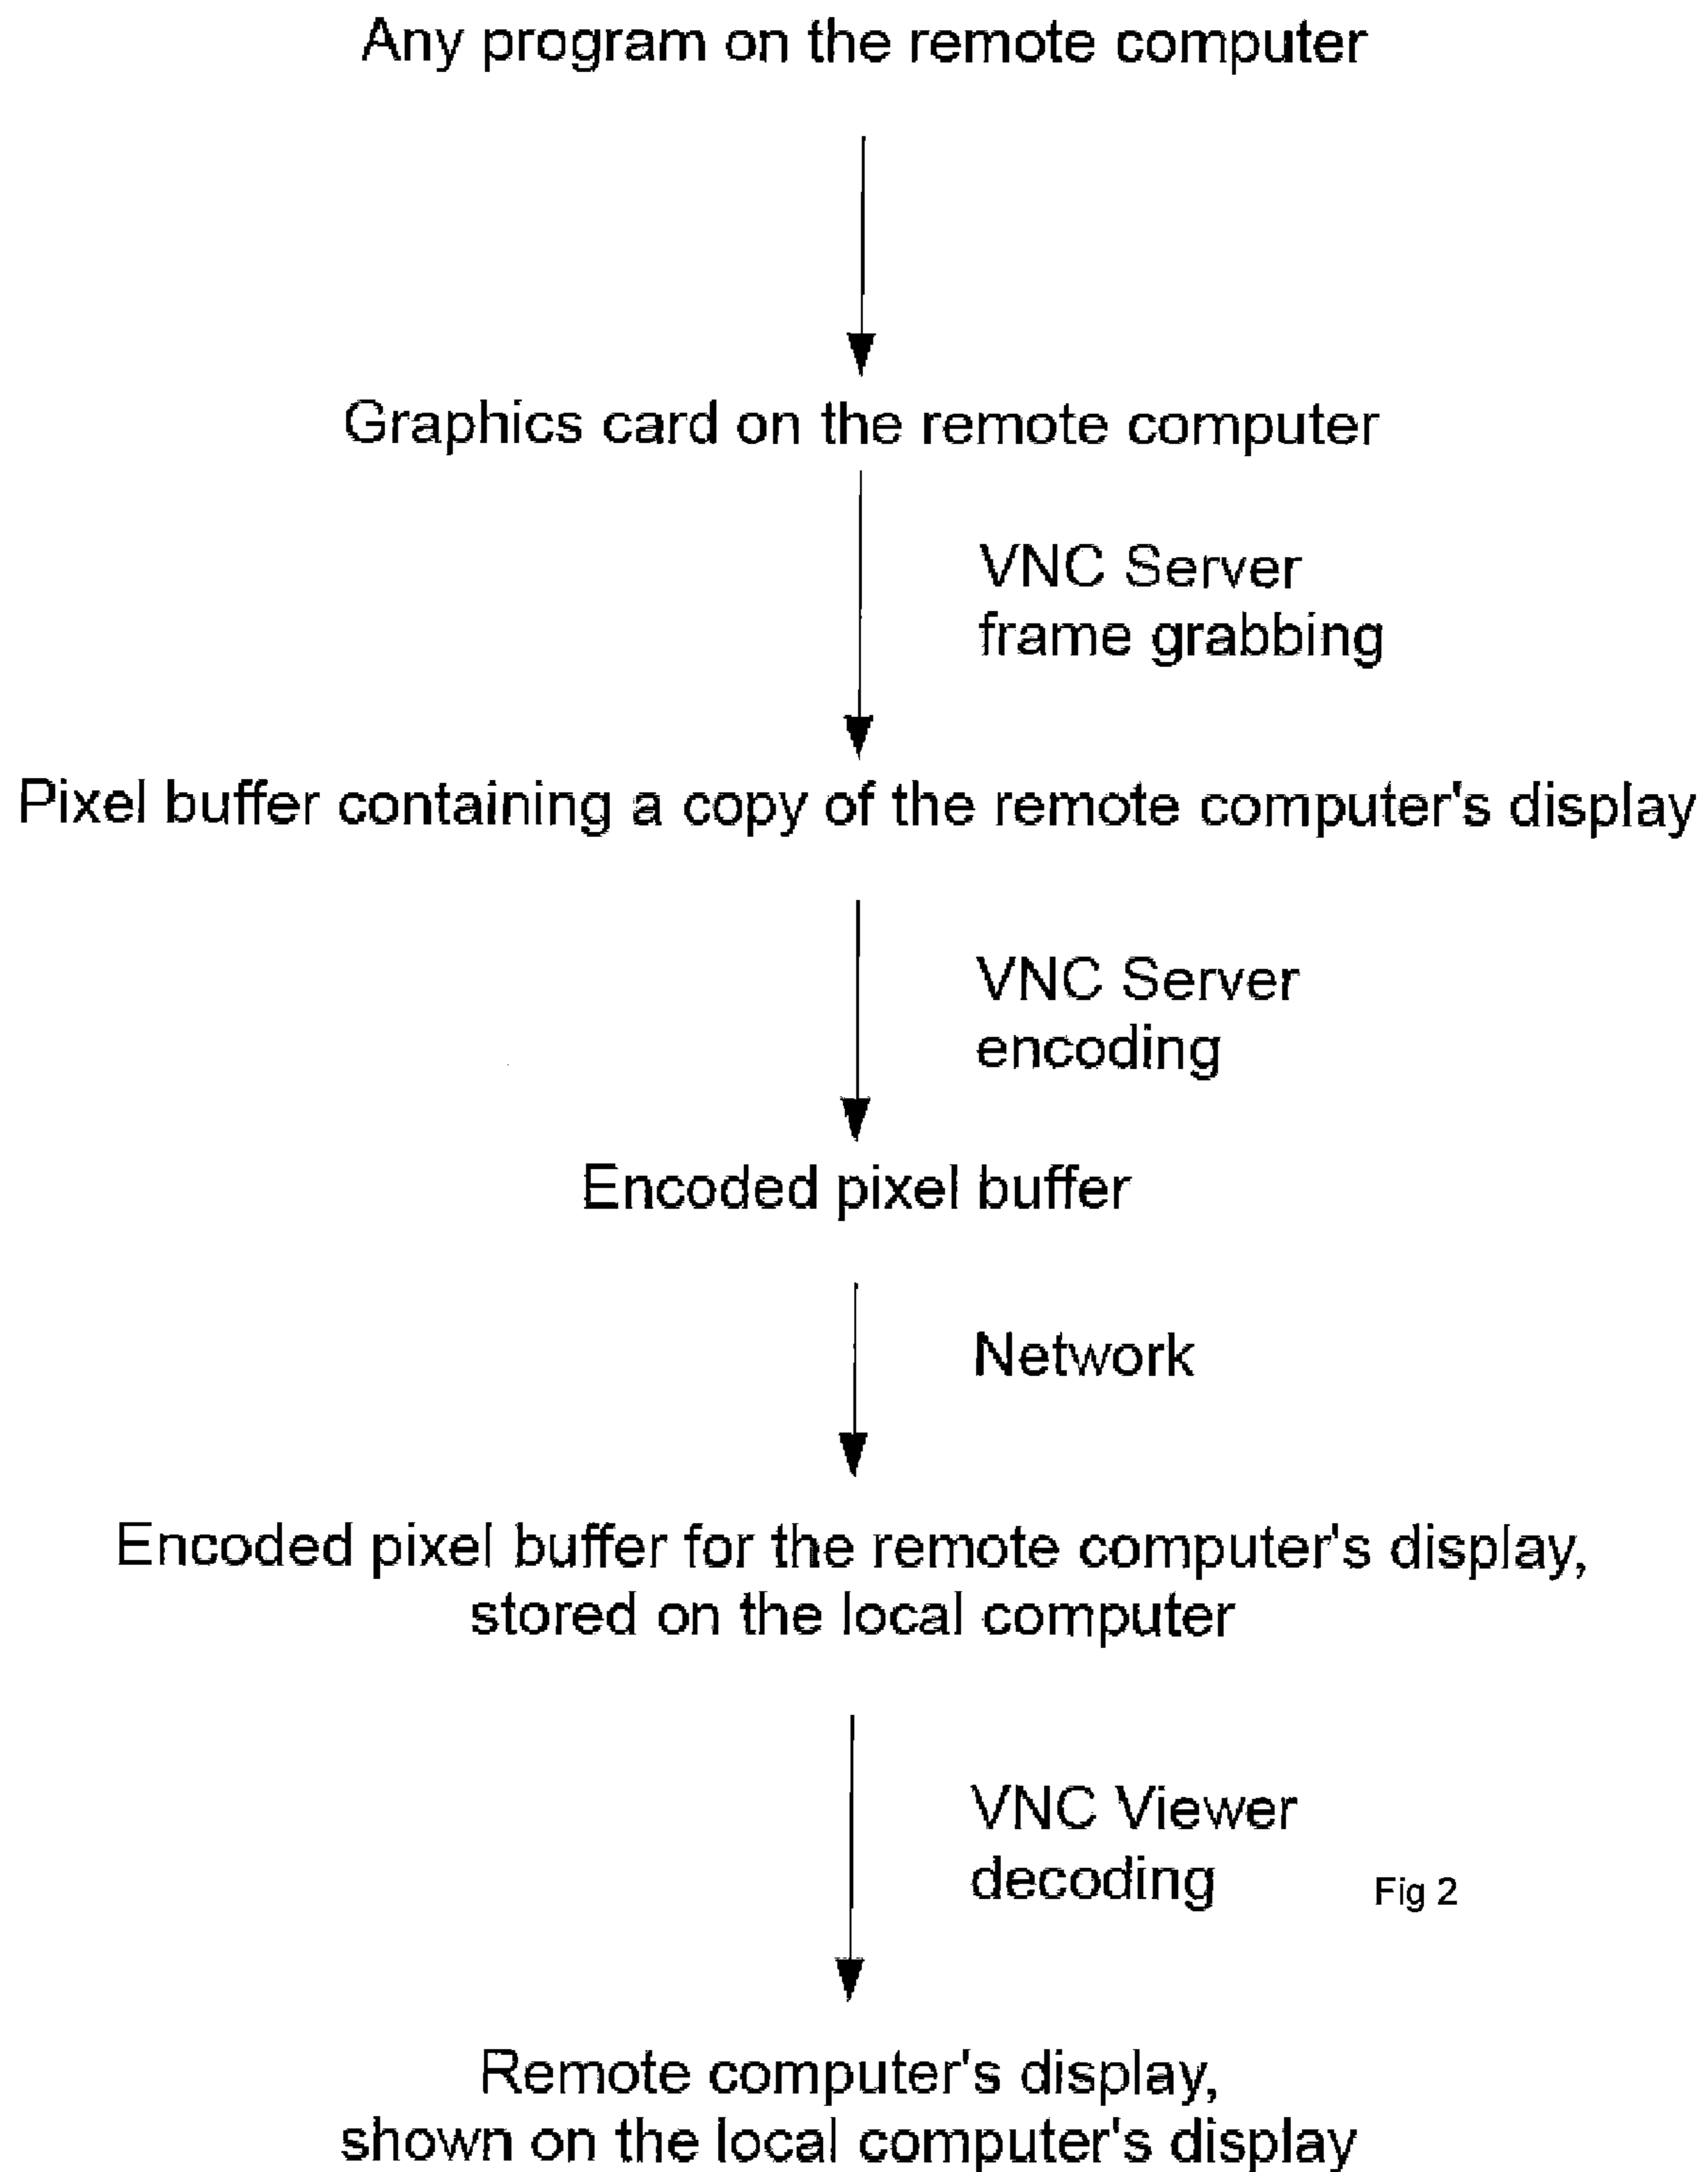 Any program on the remote computer
Graphics card on the remote computer
VNC Server
frame grabbing
Pixel buffer containing a copy of the remote computer's display
VNC Server
encoding
Encoded pixel buffer
Network
Encoded pixel buffer for the remote computer's display,
stored on the local computer
VNC Viewer
decoding
Fig 2
Remote computer's display,
shown on the local computer's display